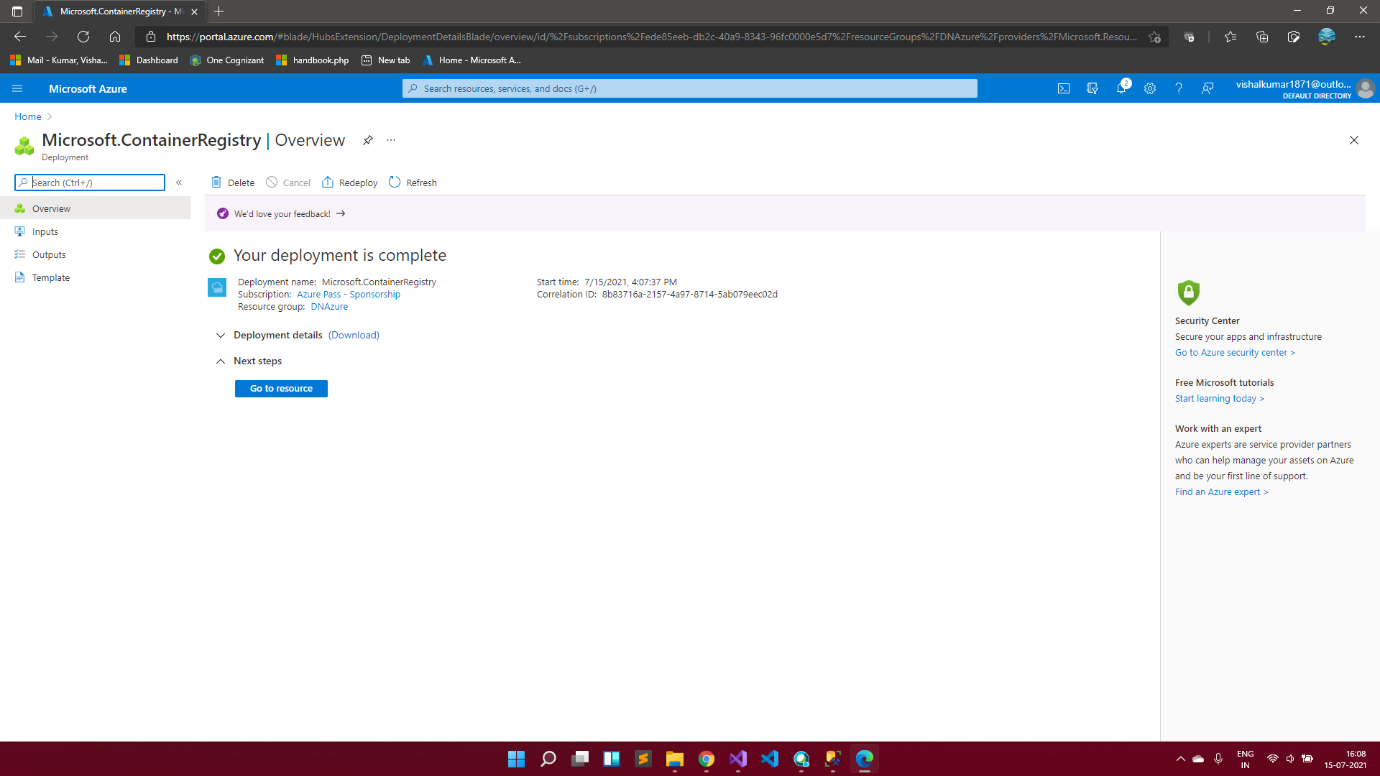 Microsoft.ContainerRegistry - Mi
https://portal.azure.com/#blade/HubsExtension/DeploymentDetailsBlade/overview/id/%2Fsubscriptions%2Fede85eeb-db2c-40a9-8343-96fc0000e5d7%2FresourceGroups%2FDNAzure%2Fproviders%2FMicrosoft.Resou...
Mail - Kumar, Visha...
Dashboard
One Cognizant
handbook.php
New tab
Home - Microsoft A...
Microsoft Azure
Search resources, services, and docs (G+/)
2
vishalkumar1871@outlo...
DEFAULT DIRECTORY
Home
Microsoft.ContainerRegistry | Overview
Deployment
Search (Ctrl+/)
Delete
Cancel
Redeploy
Refresh
Overview
Inputs
Outputs
Template
We'd love your feedback! →
Your deployment is complete
Deployment name: Microsoft.ContainerRegistry
Subscription: Azure Pass - Sponsorship
Resource group: DNAzure
Start time: 7/15/2021, 4:07:37 PM
Correlation ID: 8b83716a-2157-4a97-8714-5ab079eec02d
Deployment details (Download)
Next steps
Go to resource
Security Center
Secure your apps and infrastructure
Go to Azure security center >
Free Microsoft tutorials
Start learning today >
Work with an expert
Azure experts are service provider partners
who can help manage your assets on Azure
and be your first line of support.
Find an Azure expert >
ENG
IN
16:08
15-07-2021